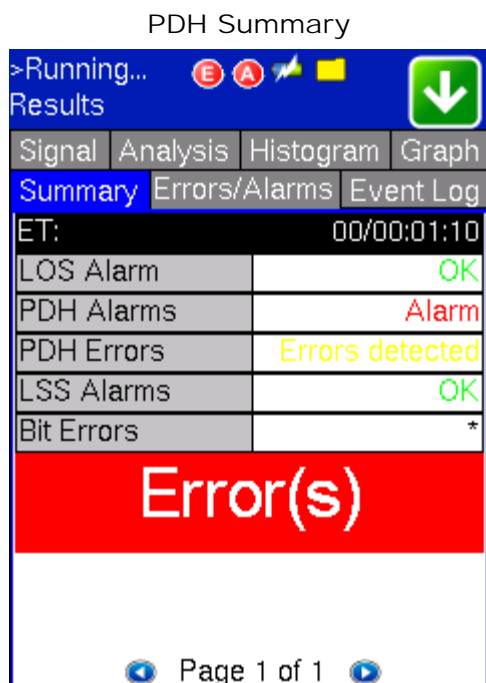 PDH Summary
>Running... E A
Results
Signal Analysis Histogram Graph
Summary Errors/Alarms Event Log
ET: 00/00:01:10
LOS Alarm OK
PDH Alarms Alarm
PDH Errors Errors detected
LSS Alarms OK
Bit Errors *
Error(s)
Page 1 of 1